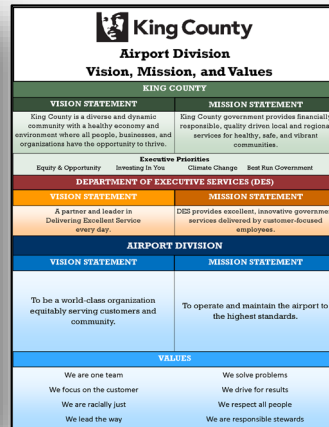 King County
Airport Division
Vision, Mission, and Values
KING COUNTY
VISION STATEMENT
King County is a diverse and dynamic
community with a healthy economy and
environment where all people, businesses, and
organizations have the opportunity to thrive.
MISSION STATEMENT
King County government provides financially
responsible, quality driven local and regiona
services for healthy, safe, and vibrant
communities.
Executive Priorities
Equity & Opportunity Investing In You Climate Change Best Run Government
DEPARTMENT OF EXECUTIVE SERVICES (DES)
VISION STATEMENT
A partner and leader in
Delivering Excellent Service
every day.
MISSION STATEMENT
DES provides excellent, innovative governme
services delivered by customer-focused
employees.
AIRPORT DIVISION
VISION STATEMENT
To be a world-class organization
equitably serving customers and
community.
MISSION STATEMENT
To operate and maintain the airport to
the highest standards.
VALUES
We are one team
We focus on the customer
We are racially just
We lead the way
We solve problems
We drive for results
We respect all people
We are responsible stewards